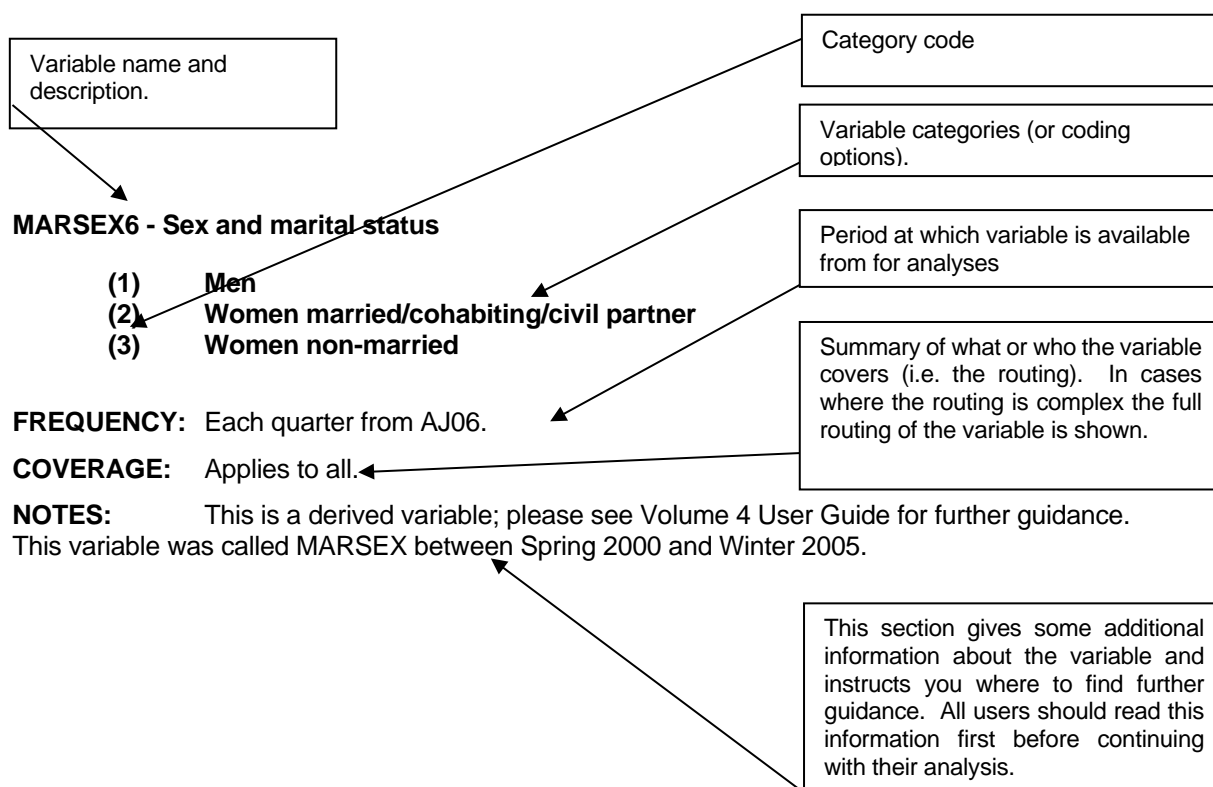 Variable name and
description.
Category code
Variable categories (or coding
options).
MARSEX6 - Sex and marital status
Period at which variable is available
from for analyses
(1) Men
(2) Women married/cohabiting/civil partner
(3) Women non-married
Summary of what or who the variable
covers (i.e. the routing). In cases
where the routing is complex the full
routing of the variable is shown.
FREQUENCY: Each quarter from AJ06.
COVERAGE: Applies to all.
NOTES: This is a derived variable; please see Volume 4 User Guide for further guidance.
This variable was called MARSEX between Spring 2000 and Winter 2005.
This section gives some additional
information about the variable and
instructs you where to find further
guidance. All users should read this
information first before continuing
with their analysis.